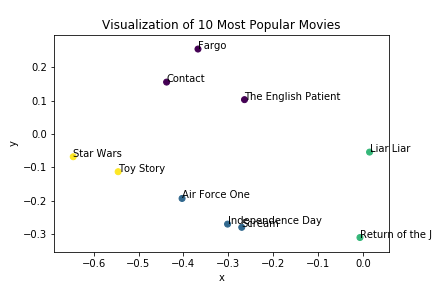 Visualization of 10 Most Popular Movies
y
0.2
0.1
0.0
−0.1
−0.2
−0.3
Fargo
Contact
The English Patient
Liar Liar
Star Wars
Toy Story
Air Force One
Independence Day
Scream
Return of the J
−0.6
−0.5
−0.4
−0.3
−0.2
−0.1
0.0
x